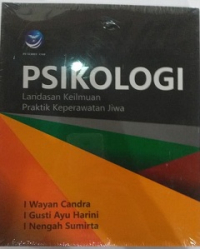 PSIKOLOGI
Landasan Keilmuan
Praktik Keperawatan Jiwa
I Wayan Candra
I Gusti Ayu Harini
I Nengah Sumirta